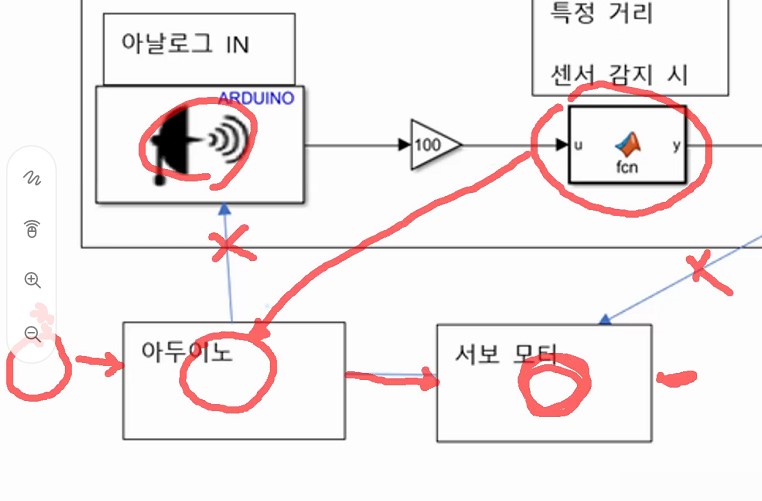 특정 거리
아날로그 IN
센서 감지 시
ARDUINO
100
u
y
fcn
아두이노
서보 모터